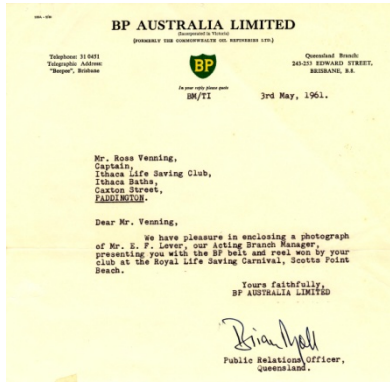 BP AUSTRALIA LIMITED
(Incorporated in Victoria)
(FORMERLY THE COMMONWEALTH OIL REFINERIES LTD.)
Telephone: 31 0451
Telegraphic Address:
"Beepee", Brisbane
BP
Queensland Branch:
243-253 EDWARD STREET,
BRISBANE, B.8.
In your reply please quote
BM/TI
3rd May, 1961.
Mr. Ross Venning,
Captain,
Ithaca Life Saving Club,
Ithaca Baths,
Caxton Street,
PADDINGTON.
Dear Mr. Venning,
We have pleasure in enclosing a photograph
of Mr. E. F. Lever, our Acting Branch Manager,
presenting you with the BP belt and reel won by your
club at the Royal Life Saving Carnival, Scotts Point
Beach.
Yours faithfully,
BP AUSTRALIA LIMITED
Brian
Public Relations Officer,
Queensland.